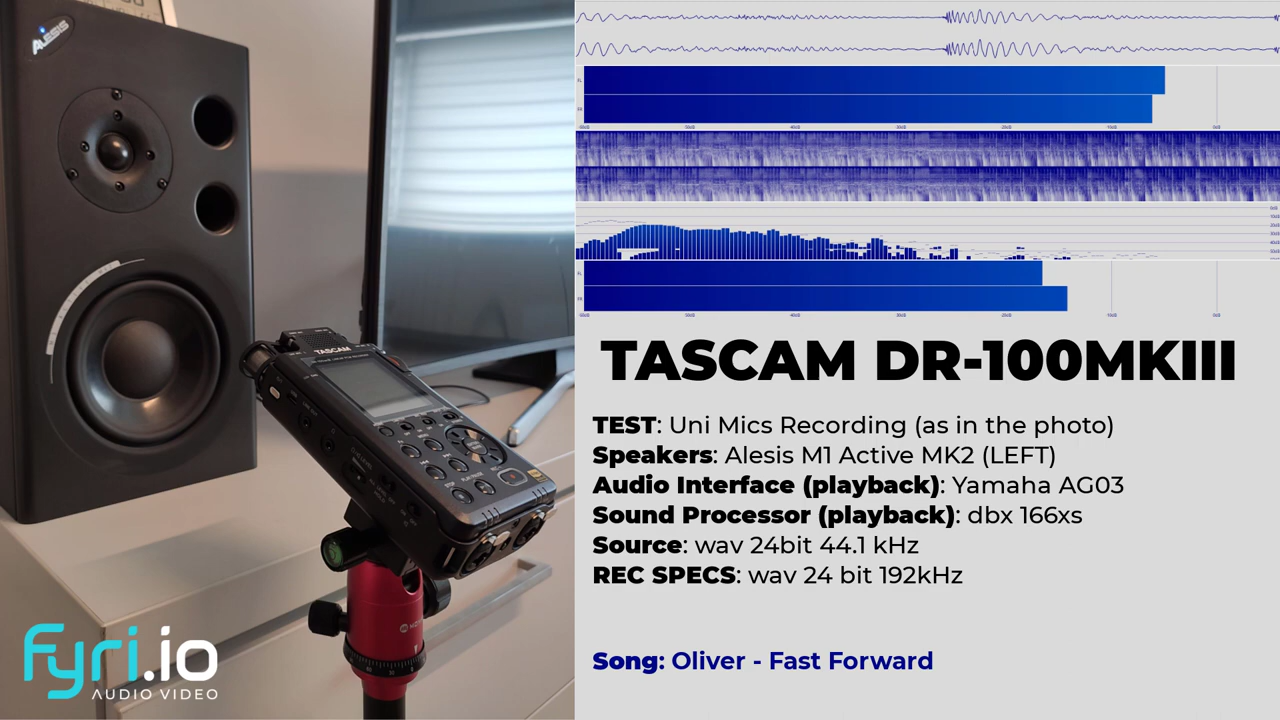 ALESIS
TASCAM
TASCAM DR-100MKIII
TEST: Uni Mics Recording (as in the photo)
Speakers: Alesis M1 Active MK2 (LEFT)
Audio Interface (playback): Yamaha AG03
Sound Processor (playback): dbx 166xs
Source: wav 24bit 44.1 kHz
REC SPECS: wav 24 bit 192kHz
Song: Oliver - Fast Forward
fyri.io
AUDIO VIDEO